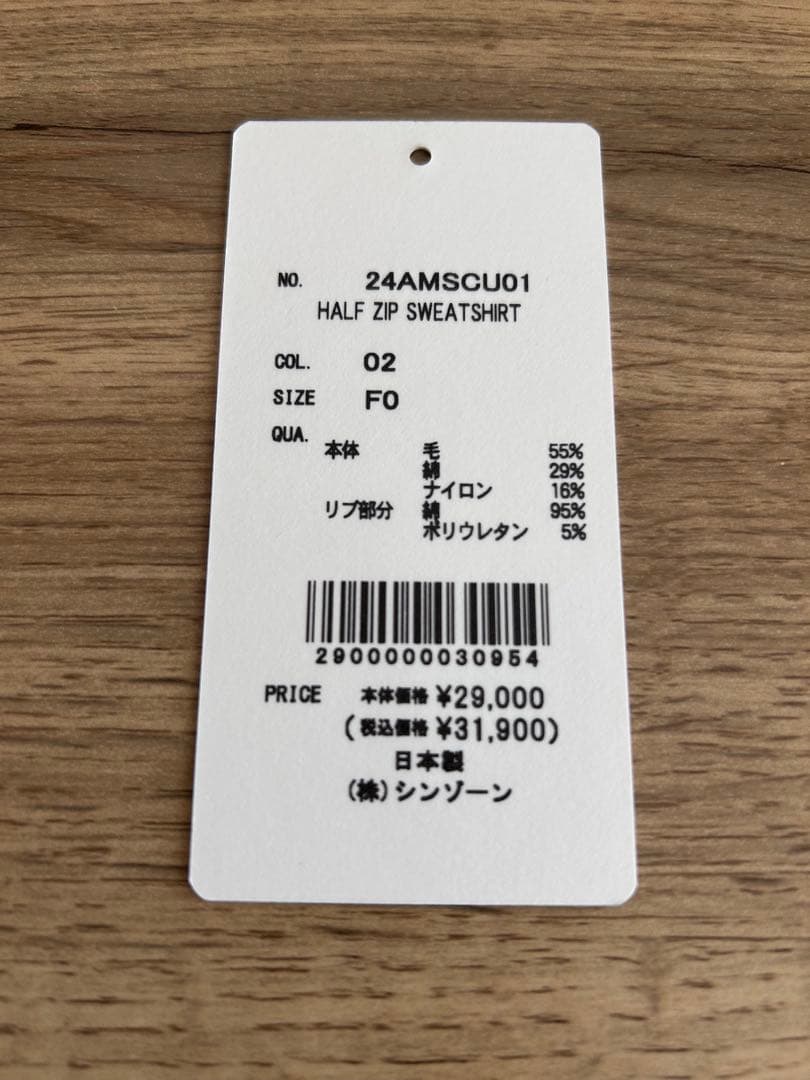 NO. 24AMSCU01
HALF ZIP SWEATSHIRT
COL. 02
SIZE F0
QUA.
本体 毛 55%
綿 29%
ナイロン 16%
リブ部分 綿 95%
ポリウレタン 5%
2900000030954
PRICE 本体価格 ¥29,000
(税込価格 ¥31,900)
日本製
(株)シンゾーン